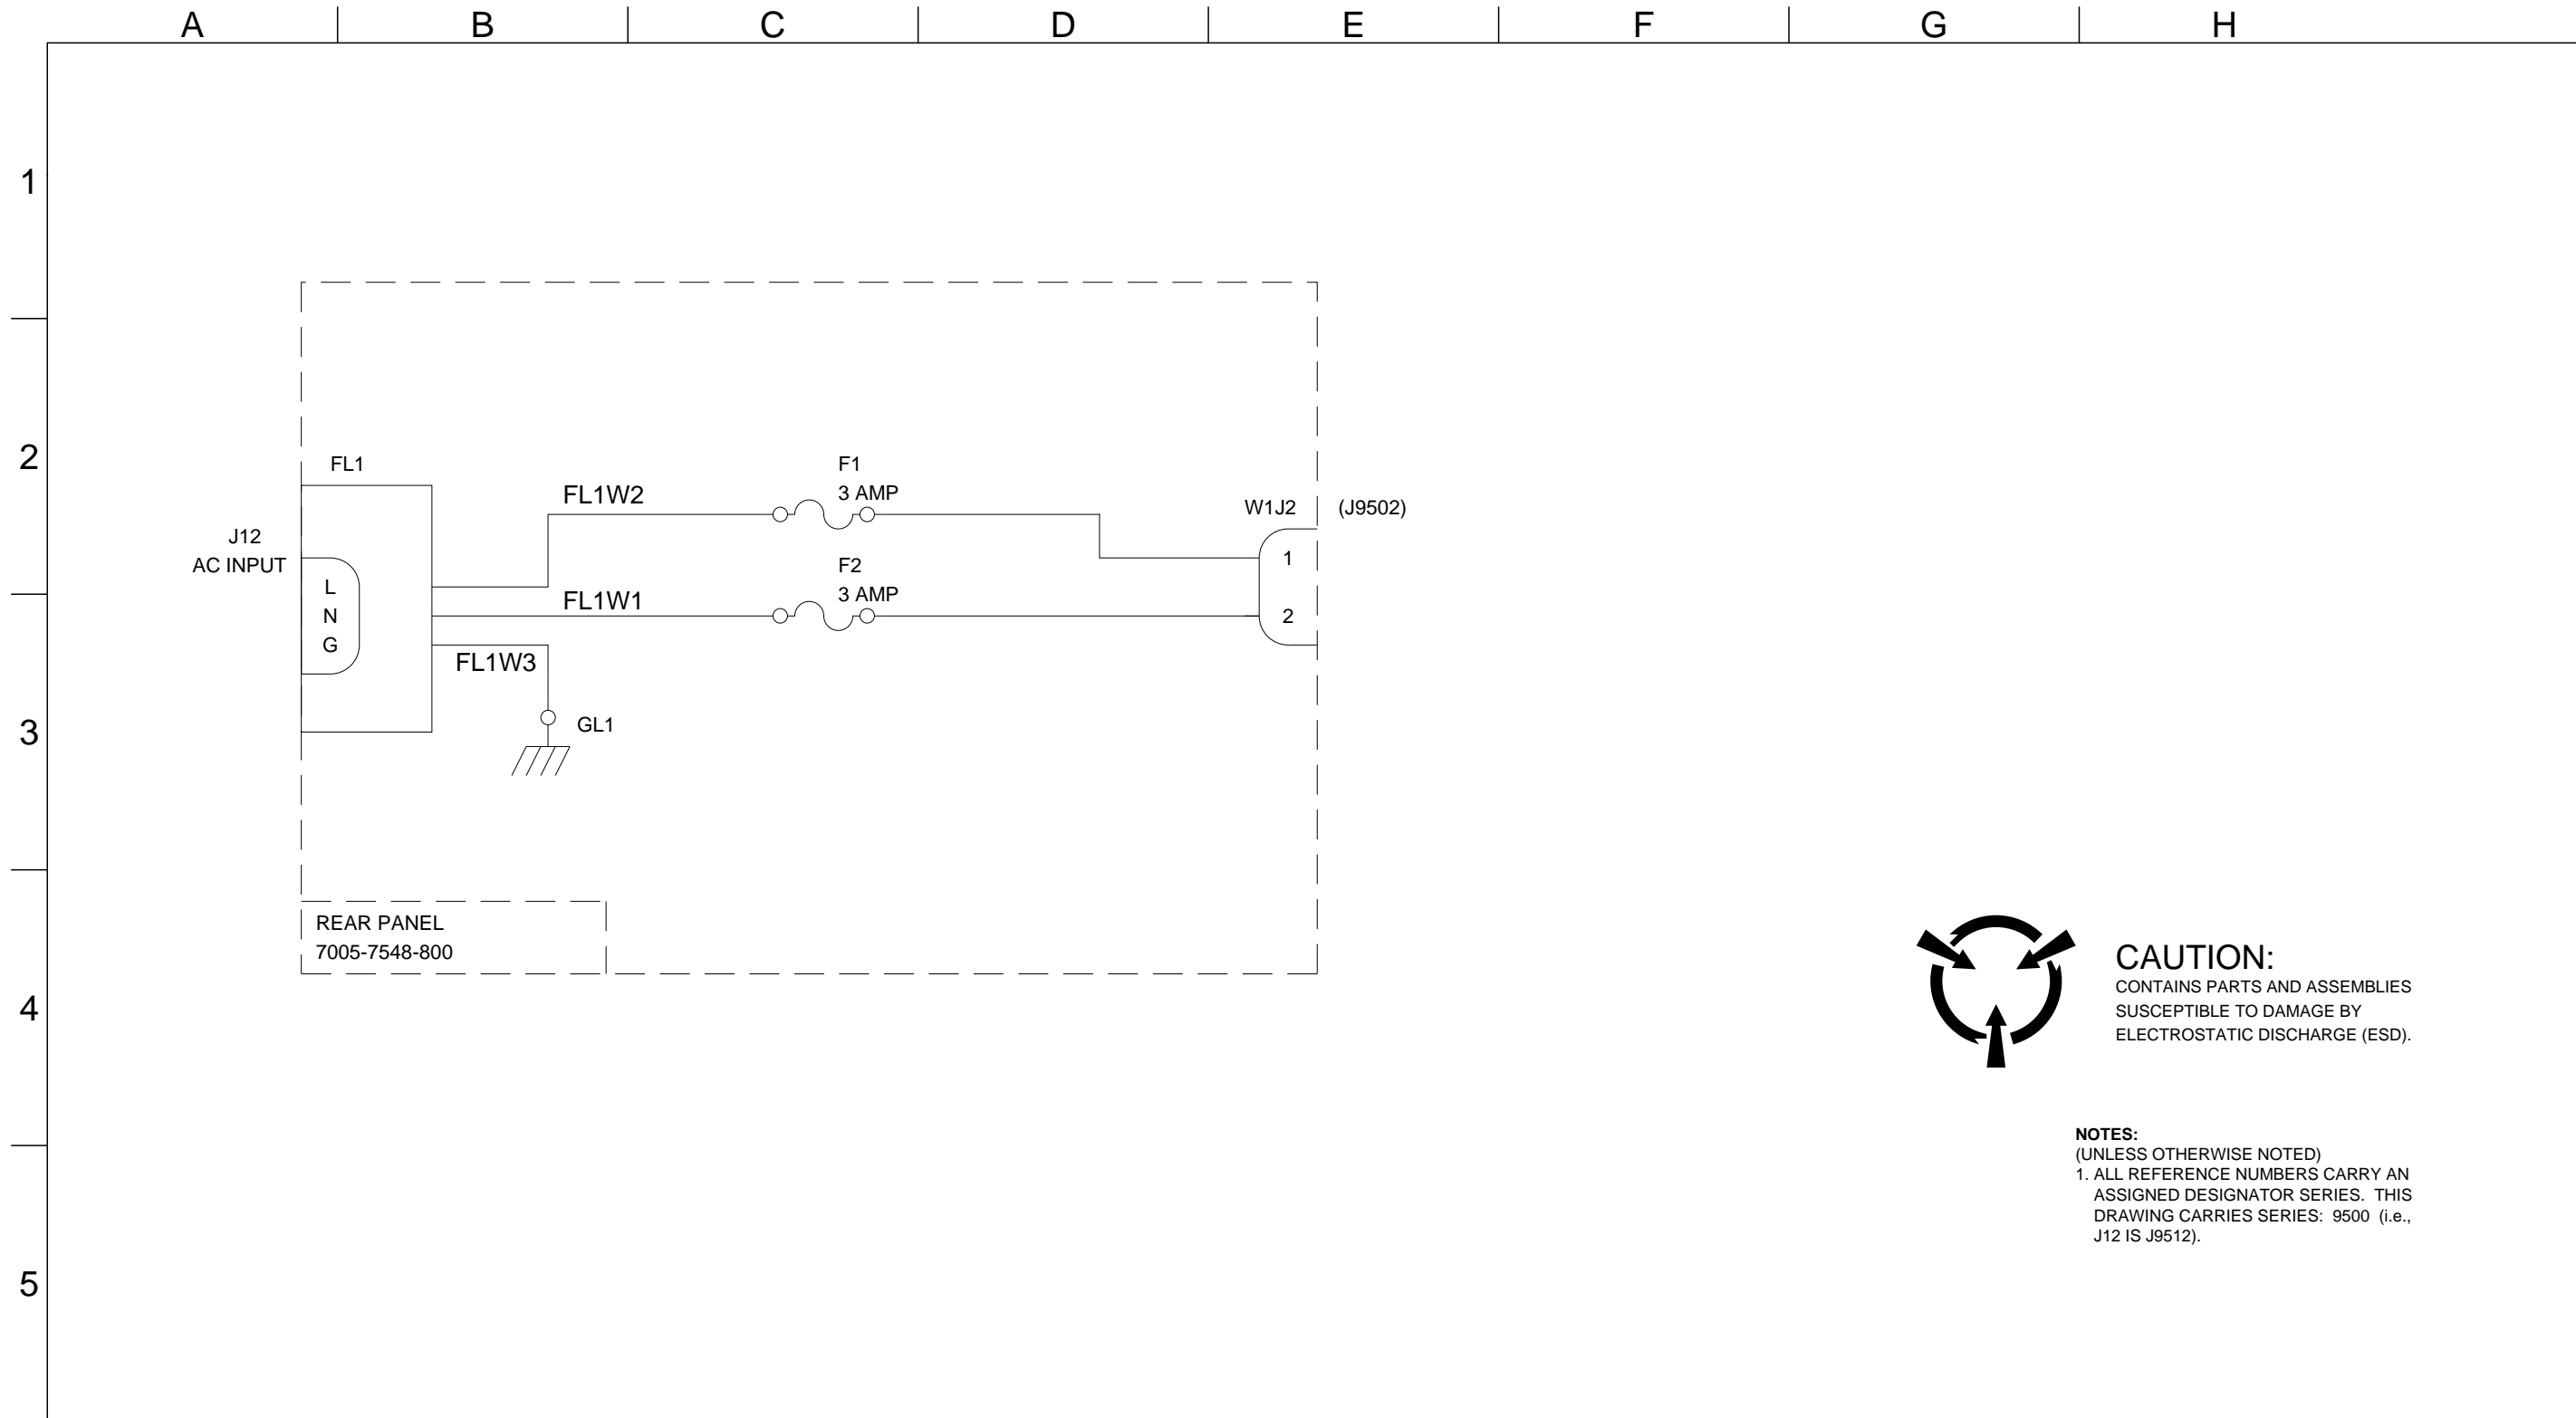 A B C D E F G H
1
2
3
4
5
FL1
J12
AC INPUT
L
N
G
FL1W2
FL1W1
FL1W3
GL1
F1
3 AMP
F2
3 AMP
W1J2 (J9502)
1
2
REAR PANEL
7005-7548-800
CAUTION:
CONTAINS PARTS AND ASSEMBLIES
SUSCEPTIBLE TO DAMAGE BY
ELECTROSTATIC DISCHARGE (ESD).
NOTES:
(UNLESS OTHERWISE NOTED)
1. ALL REFERENCE NUMBERS CARRY AN
ASSIGNED DESIGNATOR SERIES. THIS
DRAWING CARRIES SERIES: 9500 (i.e.,
J12 IS J9512).